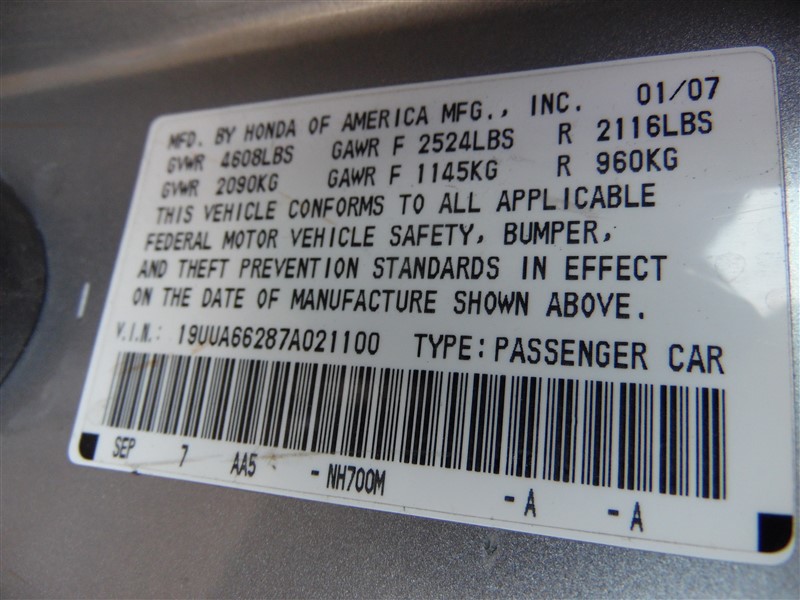 MFD. BY HONDA OF AMERICA MFG., INC. 01/07
GVWR 4608LBS GAWR F 2524LBS R 2116LBS
GVWR 2090KG GAWR F 1145KG R 960KG
THIS VEHICLE CONFORMS TO ALL APPLICABLE
FEDERAL MOTOR VEHICLE SAFETY, BUMPER,
AND THEFT PREVENTION STANDARDS IN EFFECT
ON THE DATE OF MANUFACTURE SHOWN ABOVE.
V.I.N.: 19UUA66287A021100 TYPE: PASSENGER CAR
SEP 7 AA5 - NH700M - A - A